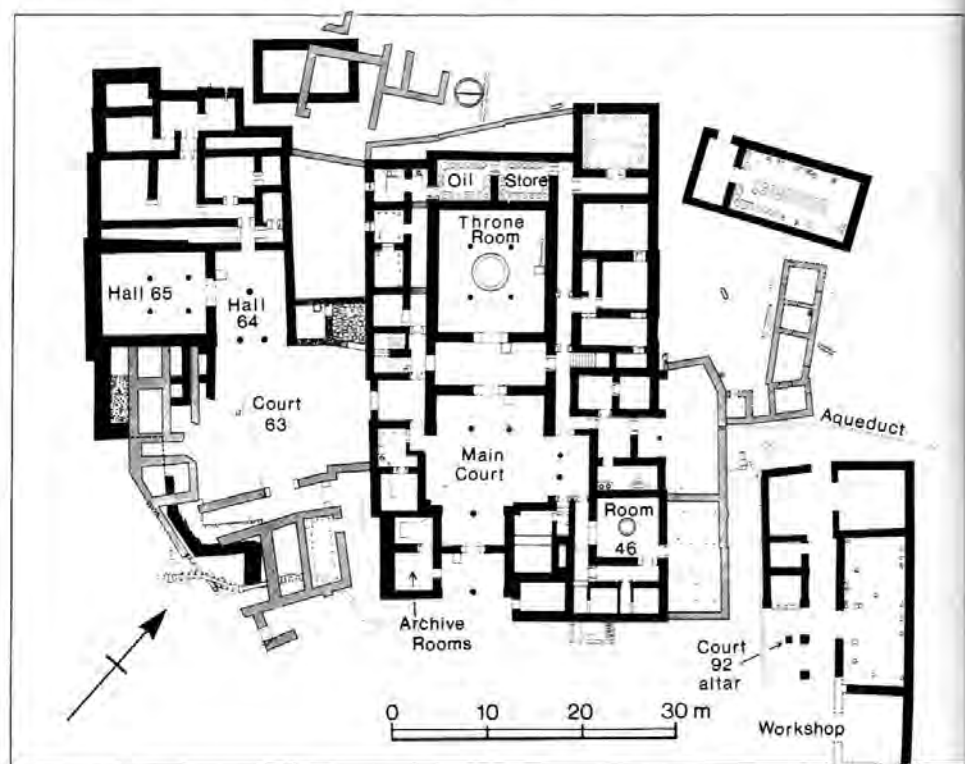 Oil
Store
Throne
Room
Hall 65
Hall
64
Court
63
Main
Court
Aqueduct
Room
46
Archive
Rooms
Court
92
altar
Workshop
0 10 20 30 m